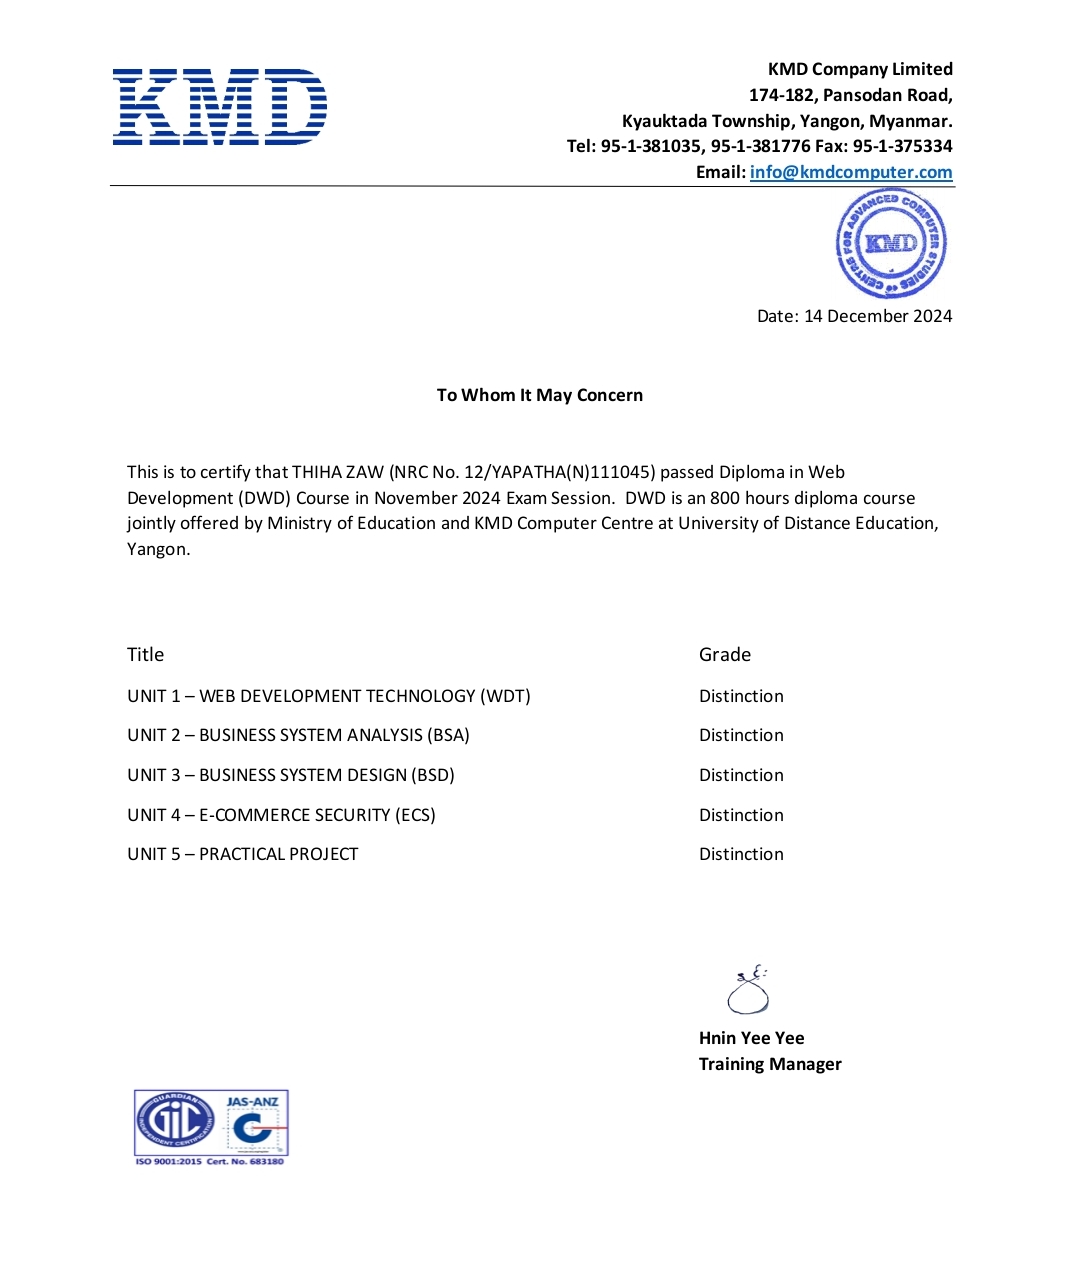 KMD
KMD Company Limited
174-182, Pansodan Road,
Kyauktada Township, Yangon, Myanmar.
Tel: 95-1-381035, 95-1-381776 Fax: 95-1-375334
Email: info@kmdcomputer.com
CENTRE FOR ADVANCED COMPUTER STUDIES
KMD
Date: 14 December 2024
To Whom It May Concern
This is to certify that THIHA ZAW (NRC No. 12/YAPATHA(N)111045) passed Diploma in Web
Development (DWD) Course in November 2024 Exam Session.  DWD is an 800 hours diploma course
jointly offered by Ministry of Education and KMD Computer Centre at University of Distance Education,
Yangon.
Title Grade
UNIT 1 – WEB DEVELOPMENT TECHNOLOGY (WDT) Distinction
UNIT 2 – BUSINESS SYSTEM ANALYSIS (BSA) Distinction
UNIT 3 – BUSINESS SYSTEM DESIGN (BSD) Distinction
UNIT 4 – E-COMMERCE SECURITY (ECS) Distinction
UNIT 5 – PRACTICAL PROJECT Distinction
Hnin Yee Yee
Training Manager
GUARDIAN
GIC
INDEPENDENT CERTIFICATION
JAS-ANZ
ISO 9001:2015  Cert. No. 683180